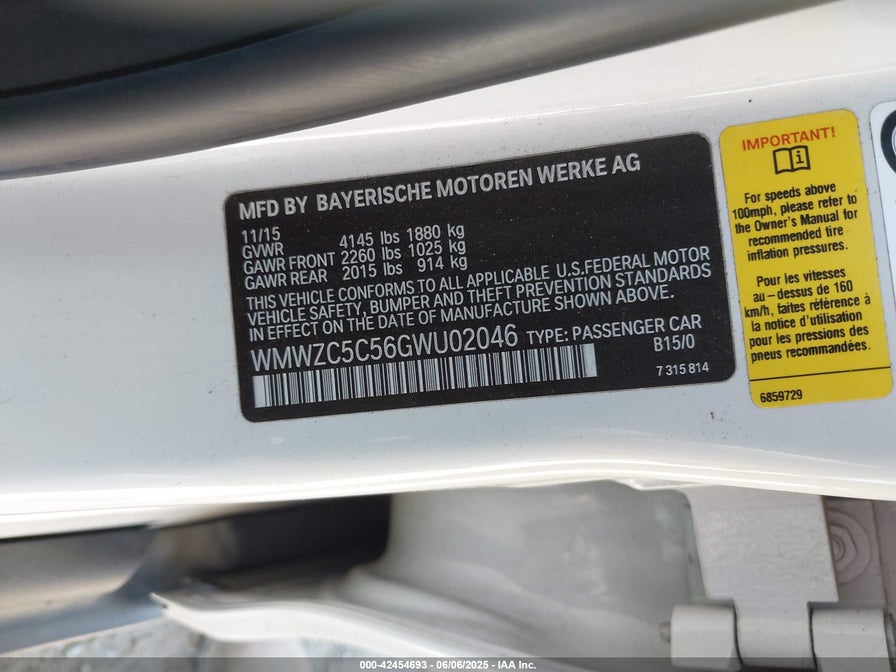 MFD BY BAYERISCHE MOTOREN WERKE AG
11/15
GVWR 4145 lbs 1880 kg
GAWR FRONT 2260 lbs 1025 kg
GAWR REAR 2015 lbs 914 kg
THIS VEHICLE CONFORMS TO ALL APPLICABLE U.S.FEDERAL MOTOR
VEHICLE SAFETY, BUMPER AND THEFT PREVENTION STANDARDS
IN EFFECT ON THE DATE OF MANUFACTURE SHOWN ABOVE.
WMWZC5C56GWU02046 TYPE: PASSENGER CAR
B15/0
7 315 814
IMPORTANT!
For speeds above
100mph, please refer to
the Owner's Manual for
recommended tire
inflation pressures.
Pour les vitesses
au-dessus de 160
km/h, faites référence à
la notice d'utilisation
pour les pressions des
pneus recommandées.
6859729
000-42454693 - 06/06/2025 - IAA Inc.